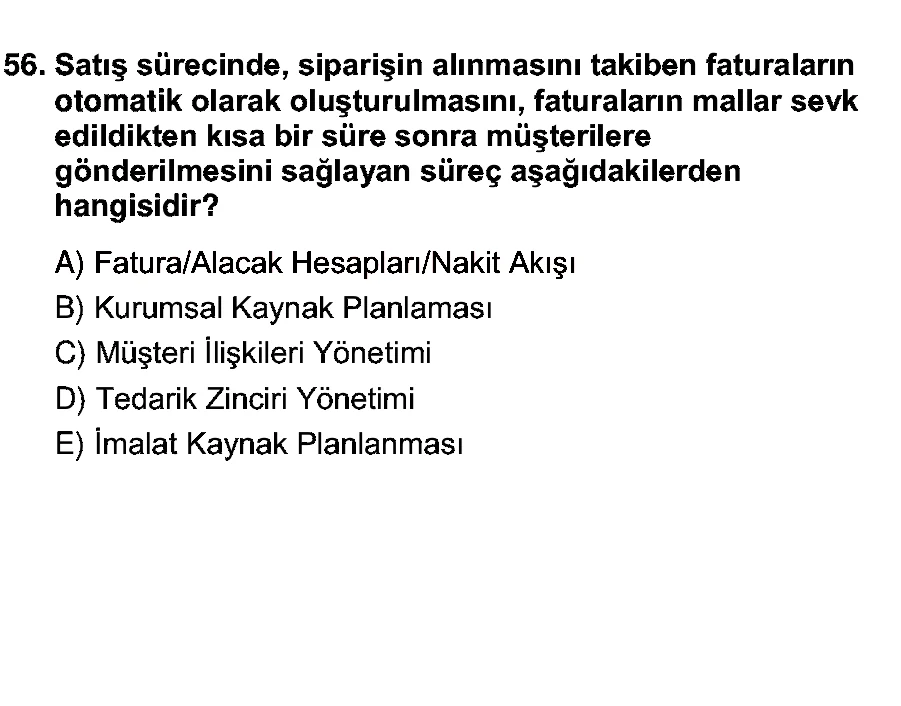 56. Satış sürecinde, siparişin alınmasını takiben faturaların
otomatik olarak oluşturulmasını, faturaların mallar sevk
edildikten kısa bir süre sonra müşterilere
gönderilmesini sağlayan süreç aşağıdakilerden
hangisidir?
A) Fatura/Alacak Hesapları/Nakit Akışı
B) Kurumsal Kaynak Planlaması
C) Müşteri İlişkileri Yönetimi
D) Tedarik Zinciri Yönetimi
E) İmalat Kaynak Planlanması